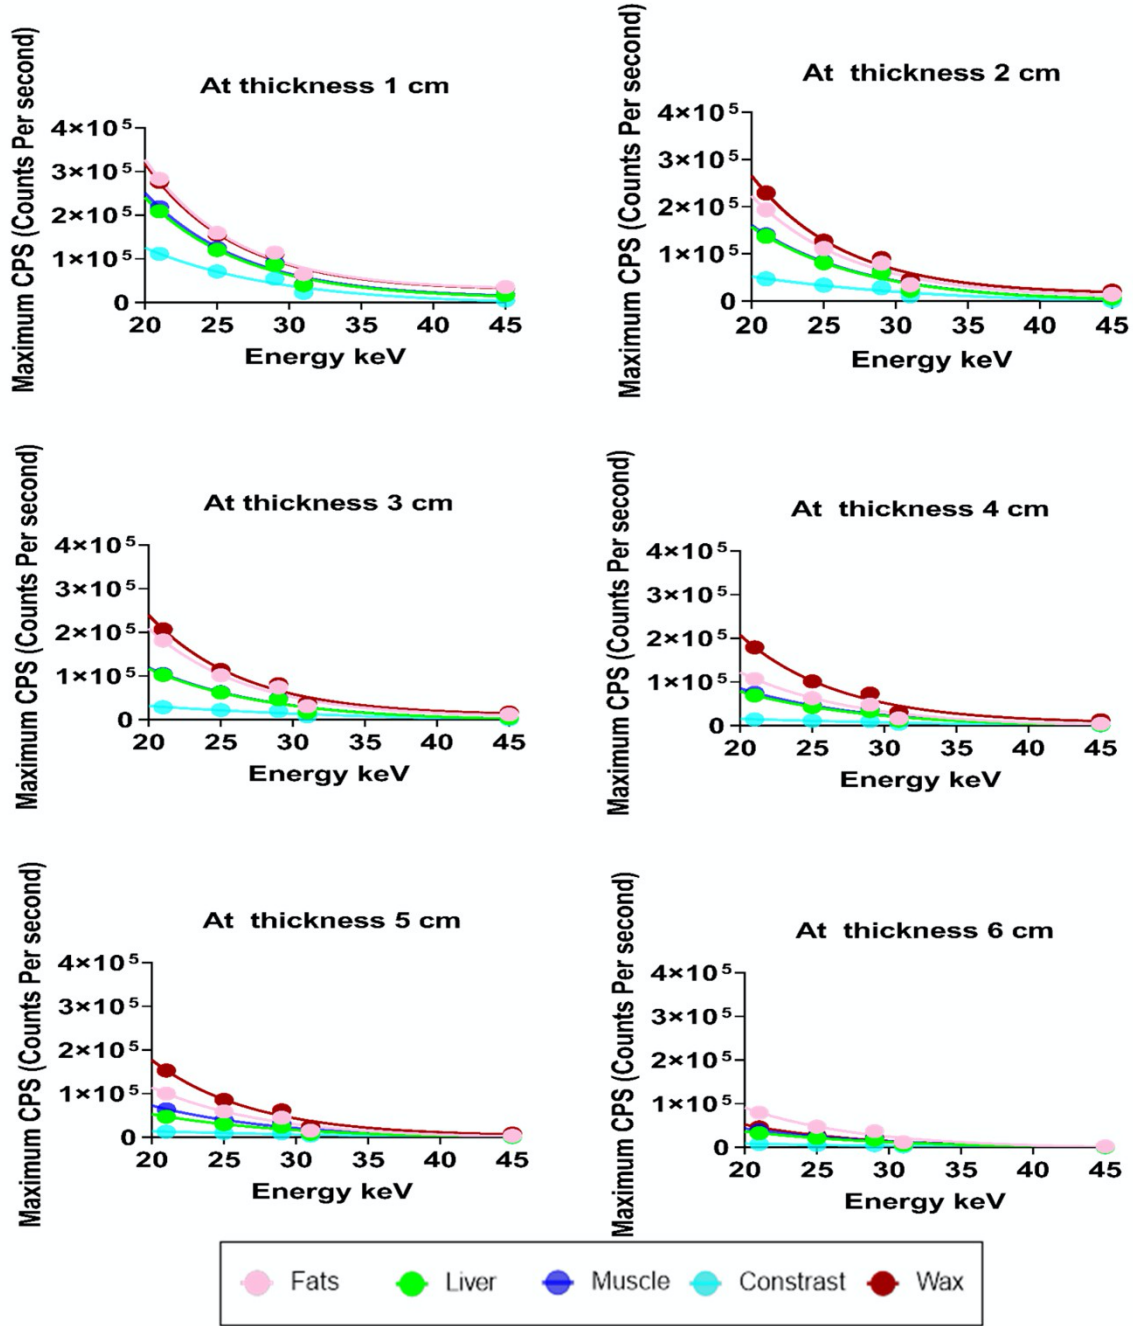 At thickness 1 cm
Maximum CPS (Counts Per second)
4×10⁵
3×10⁵
2×10⁵
1×10⁵
0
20 25 30 35 40 45
Energy keV
At thickness 2 cm
Maximum CPS (Counts Per second)
4×10⁵
3×10⁵
2×10⁵
1×10⁵
0
20 25 30 35 40 45
Energy keV
At thickness 3 cm
Maximum CPS (Counts Per second)
4×10⁵
3×10⁵
2×10⁵
1×10⁵
0
20 25 30 35 40 45
Energy keV
At thickness 4 cm
Maximum CPS (Counts Per second)
4×10⁵
3×10⁵
2×10⁵
1×10⁵
0
20 25 30 35 40 45
Energy keV
At thickness 5 cm
Maximum CPS (Counts Per second)
4×10⁵
3×10⁵
2×10⁵
1×10⁵
0
20 25 30 35 40 45
Energy keV
At thickness 6 cm
Maximum CPS (Counts Per second)
4×10⁵
3×10⁵
2×10⁵
1×10⁵
0
20 25 30 35 40 45
Energy keV
Fats Liver Muscle Constrast Wax